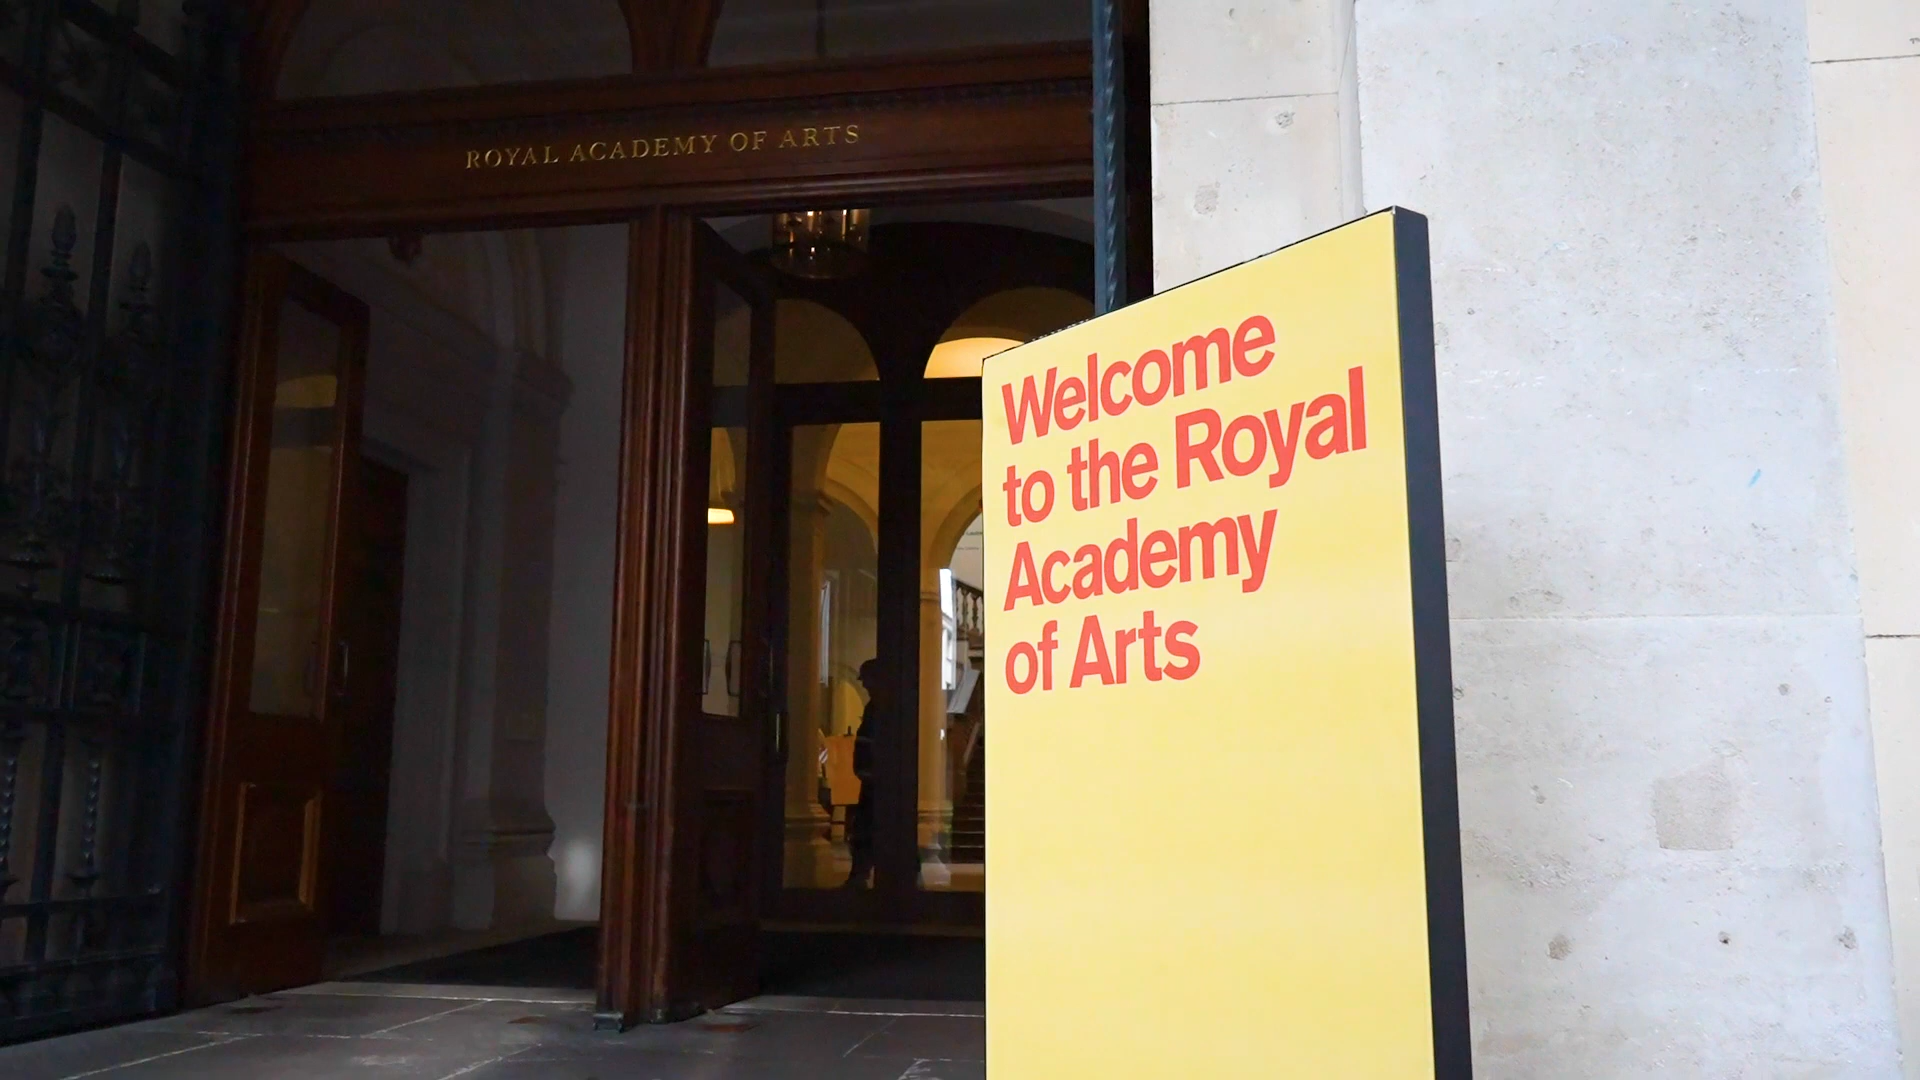 ROYAL ACADEMY OF ARTS
Welcome
to the Royal
Academy
of Arts